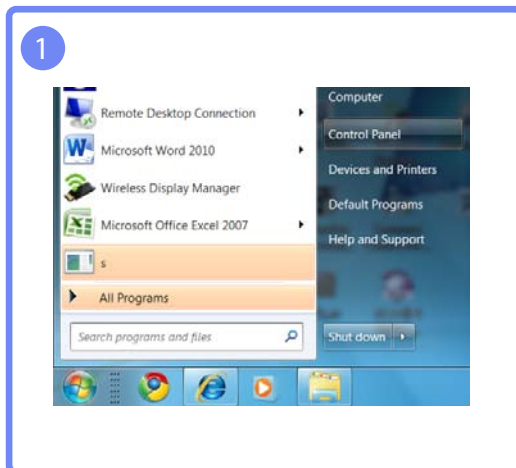 1
Remote Desktop Connection
Microsoft Word 2010
Wireless Display Manager
Microsoft Office Excel 2007
s
All Programs
Search programs and files
Computer
Control Panel
Devices and Printers
Default Programs
Help and Support
Shut down